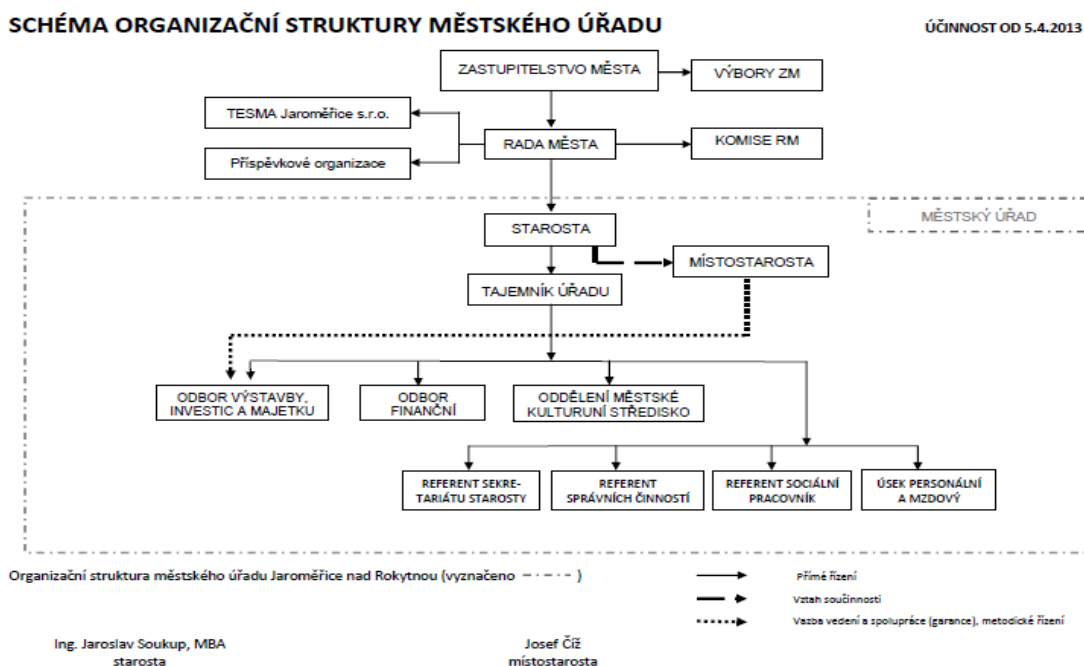 SCHÉMA ORGANIZAČNÍ STRUKTURY MĚSTSKÉHO ÚŘADU
ÚČINNOST OD 5.4.2013
ZASTUPITELSTVO MĚSTA
VÝBORY ZM
TESMA Jaroměřice s.r.o.
RADA MĚSTA
KOMISE RM
Příspěvkové organizace
MĚSTSKÝ ÚŘAD
STAROSTA
MÍSTOSTAROSTA
TAJEMNÍK ÚŘADU
ODBOR VÝSTAVBY,
INVESTIC A MAJETKU
ODBOR
FINANČNÍ
ODDĚLENÍ MĚSTSKÉ
KULTURUNÍ STŘEDISKO
REFERENT SEKRE-
TARIÁTU STAROSTY
REFERENT
SPRÁVNÍCH ČINNOSTÍ
REFERENT SOCIÁLNÍ
PRACOVNÍK
ÚSEK PERSONÁLNÍ
A MZDOVÝ
Organizační struktura městského úřadu Jaroměřice nad Rokytnou (vyznačeno )
Přímé řízení
Vztah součinnosti
Vazba vedení a spolupráce (garance), metodické řízení
Ing. Jaroslav Soukup, MBA
starosta
Josef Číž
místostarosta